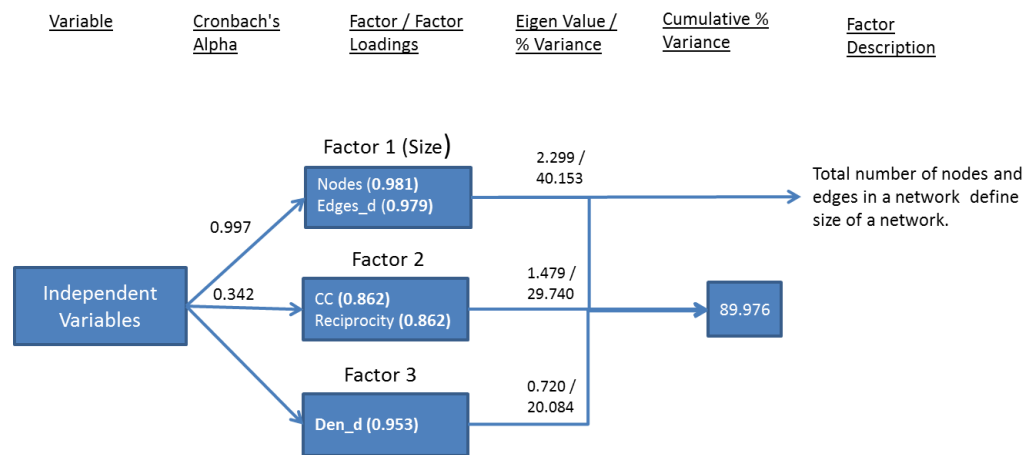 Variable
Cronbach's
Alpha
Factor / Factor
Loadings
Eigen Value /
% Variance
Cumulative %
Variance
Factor
Description
Factor 1 (Size)
Nodes (0.981)
Edges_d (0.979)
2.299 /
40.153
Total number of nodes and
edges in a network define
size of a network.
0.997
Independent
Variables
0.342
Factor 2
CC (0.862)
Reciprocity (0.862)
1.479 /
29.740
89.976
Factor 3
Den_d (0.953)
0.720 /
20.084